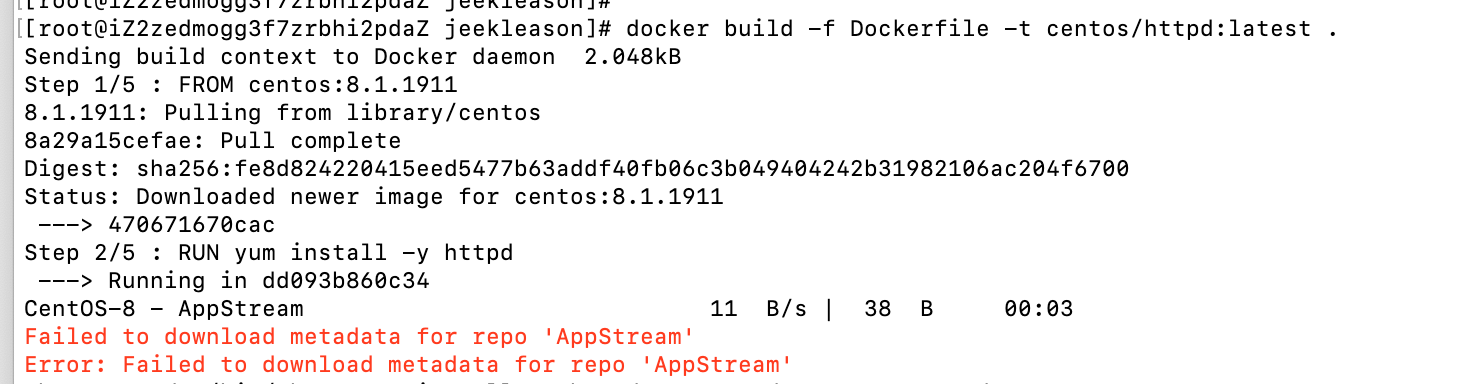 [[root@iZ2zedmogg3f7zrbhi2pdaZ jeekleason]#
[[root@iZ2zedmogg3f7zrbhi2pdaZ jeekleason]# docker build -f Dockerfile -t centos/httpd:latest .
Sending build context to Docker daemon  2.048kB
Step 1/5 : FROM centos:8.1.1911
8.1.1911: Pulling from library/centos
8a29a15cefae: Pull complete
Digest: sha256:fe8d824220415eed5477b63addf40fb06c3b049404242b31982106ac204f6700
Status: Downloaded newer image for centos:8.1.1911
 ---> 470671670cac
Step 2/5 : RUN yum install -y httpd
 ---> Running in dd093b860c34
CentOS-8 - AppStream                             11  B/s |  38  B     00:03
Failed to download metadata for repo 'AppStream'
Error: Failed to download metadata for repo 'AppStream'